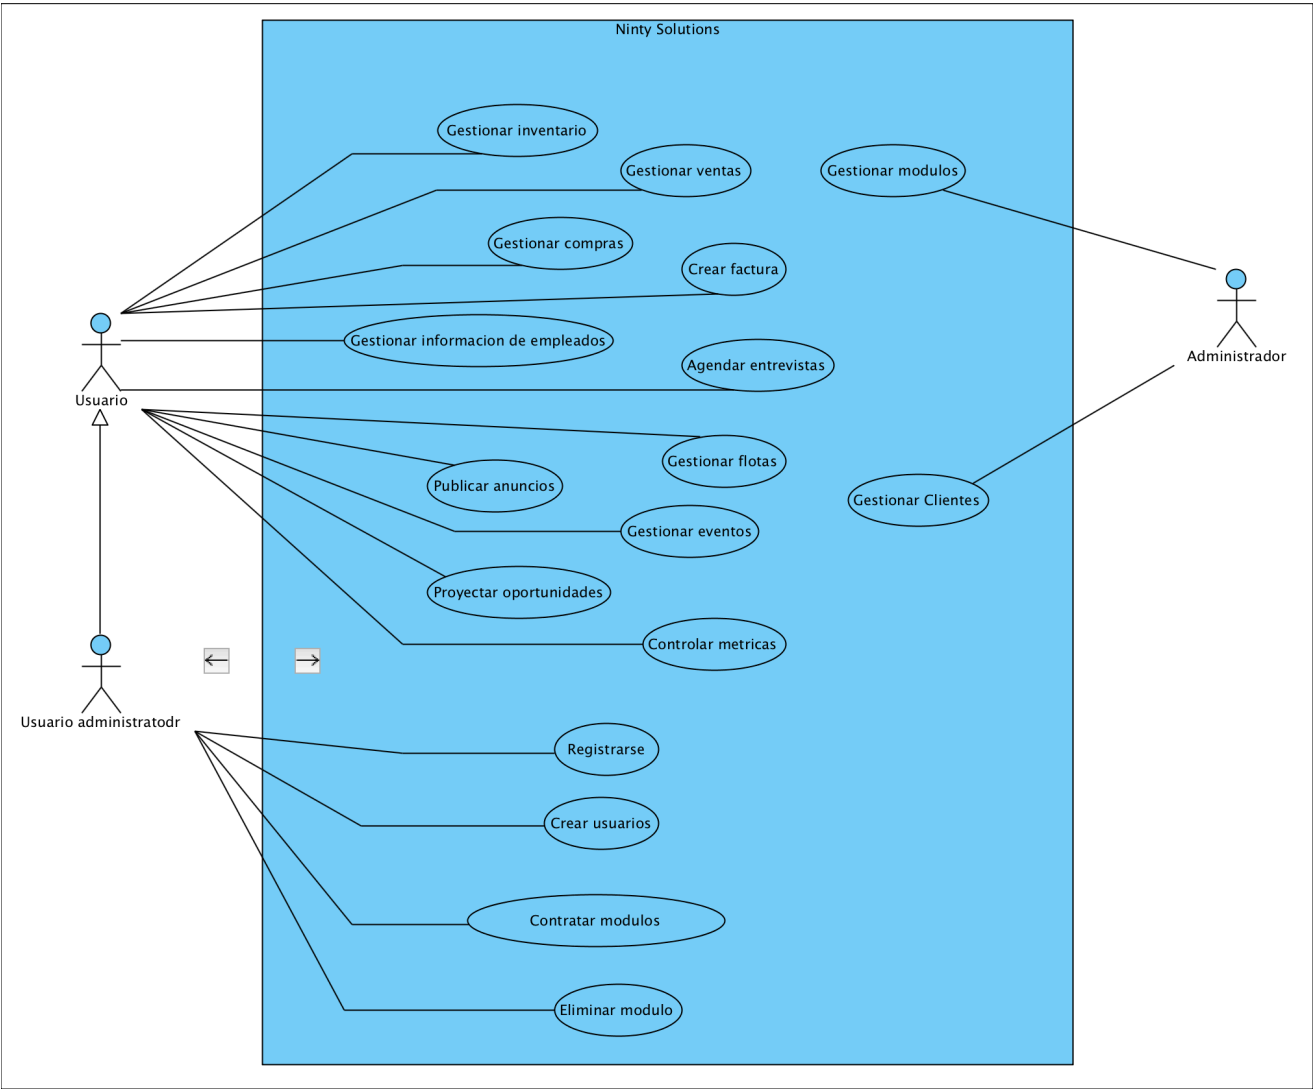 Ninty Solutions
Gestionar inventario
Gestionar ventas
Gestionar modulos
Gestionar compras
Crear factura
Gestionar informacion de empleados
Administrador
Agendar entrevistas
Usuario
Gestionar flotas
Publicar anuncios
Gestionar Clientes
Gestionar eventos
Proyectar oportunidades
Controlar metricas
Usuario administratodr
Registrarse
Crear usuarios
Contratar modulos
Eliminar modulo